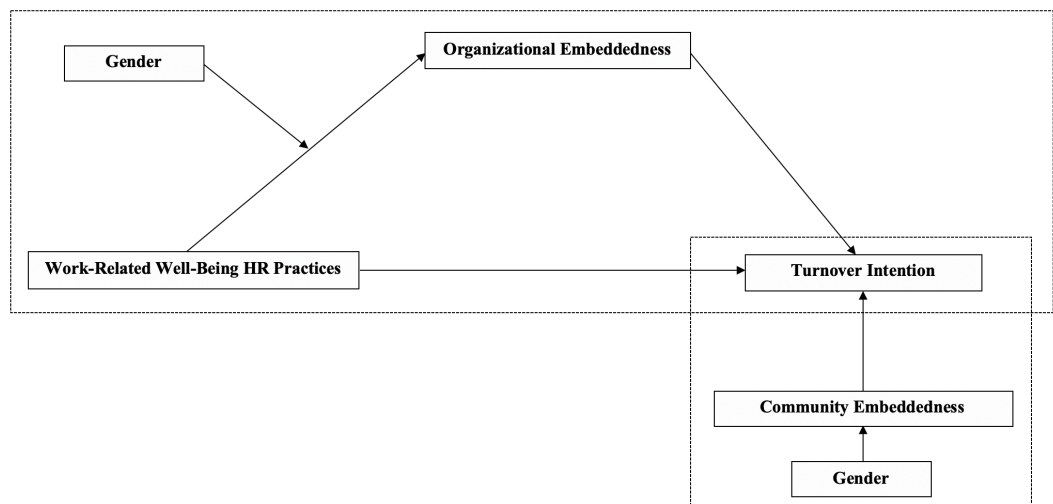 Organizational Embeddedness
Gender
Work-Related Well-Being HR Practices
Turnover Intention
Community Embeddedness
Gender